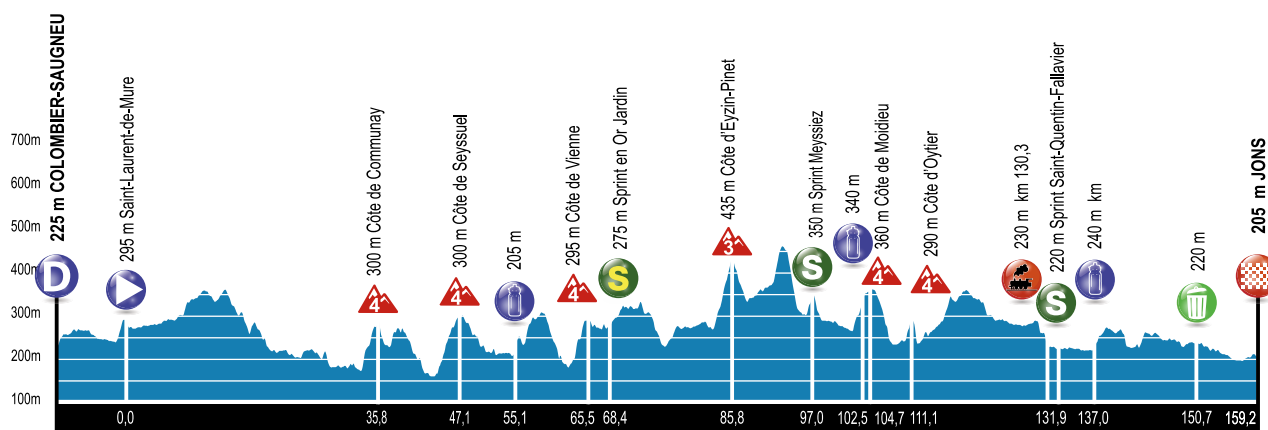 700m
600m
500m
400m
300m
200m
100m
225 m COLOMBIER-SAUGNEU
D
295 m Saint-Laurent-de-Mure
300 m Côte de Communay
4
300 m Côte de Seyssuel
4
205 m
295 m Côte de Vienne
4
275 m Sprint en Or Jardin
S
435 m Côte d'Eyzin-Pinet
3
350 m Sprint Meyssiez
S
340 m
360 m Côte de Moidieu
4
290 m Côte d'Oytier
4
230 m km 130,3
220 m Sprint Saint-Quentin-Fallavier
S
240 m km
220 m
205 m JONS
0,0 35,8 47,1 55,1 65,5 68,4 85,8 97,0 102,5 104,7 111,1 131,9 137,0 150,7 159,2